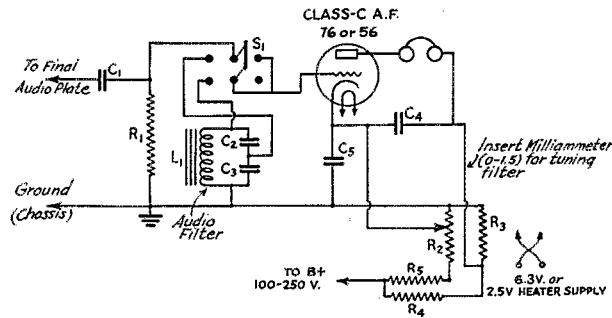 CLASS-C A.F.
76 or 56
S1
To Final
Audio Plate
C1
R1
L1
C2
C3
C4
C5
Insert Milliammeter
(0-1.5) for tuning
filter
Ground
(Chassis)
Audio
Filter
R2
R3
TO B+
100-250 V.
R5
R4
6.3V. or
2.5V HEATER SUPPLY